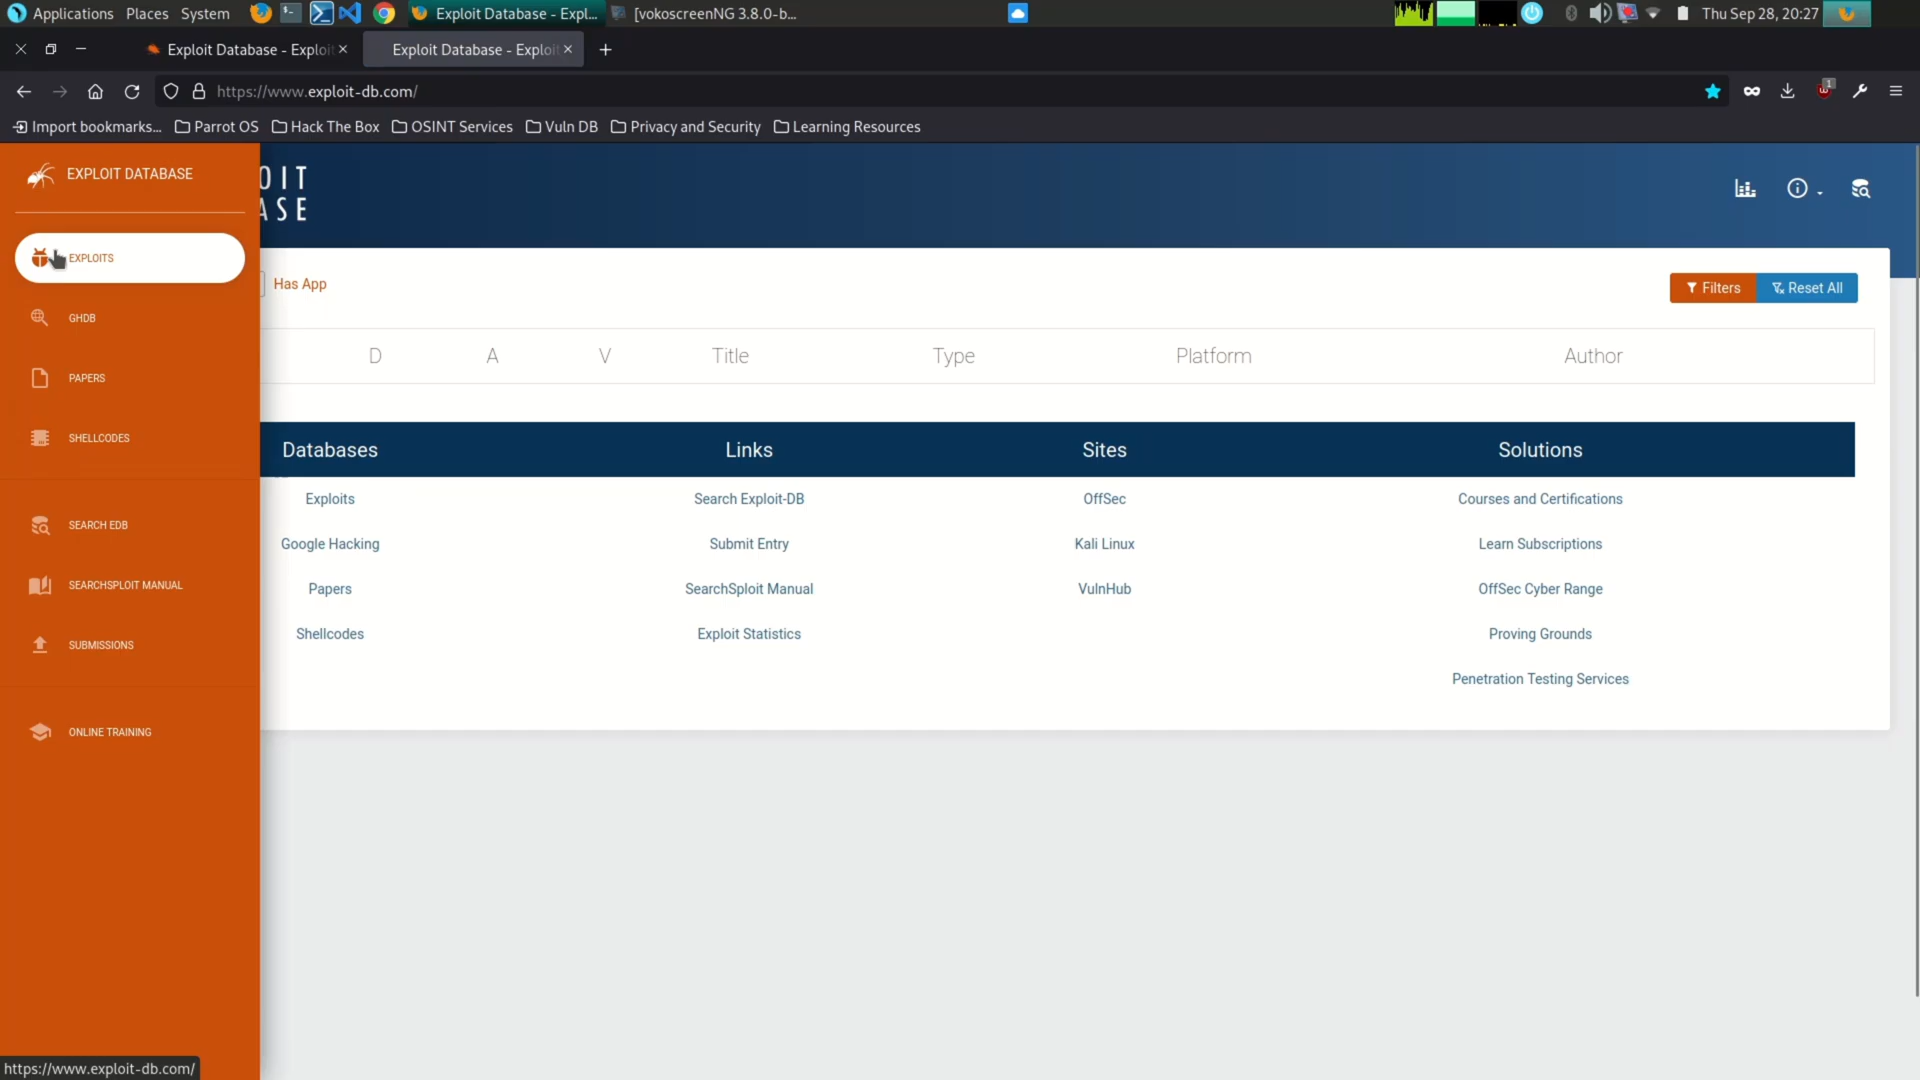 Applications Places System Exploit Database - Expl... [vokoscreenNG 3.8.0-b... Thu Sep 28, 20:27
Exploit Database - Exploi Exploit Database - Exploi
https://www.exploit-db.com/ 1
Import bookmarks... Parrot OS Hack The Box OSINT Services Vuln DB Privacy and Security Learning Resources
EXPLOIT DATABASE
OIT
ASE
EXPLOITS
GHDB
PAPERS
SHELLCODES
SEARCH EDB
SEARCHSPLOIT MANUAL
SUBMISSIONS
ONLINE TRAINING
Has App Filters Reset All
D A V Title Type Platform Author
Databases Links Sites Solutions
Exploits Search Exploit-DB OffSec Courses and Certifications
Google Hacking Submit Entry Kali Linux Learn Subscriptions
Papers SearchSploit Manual VulnHub OffSec Cyber Range
Shellcodes Exploit Statistics Proving Grounds
Penetration Testing Services
https://www.exploit-db.com/